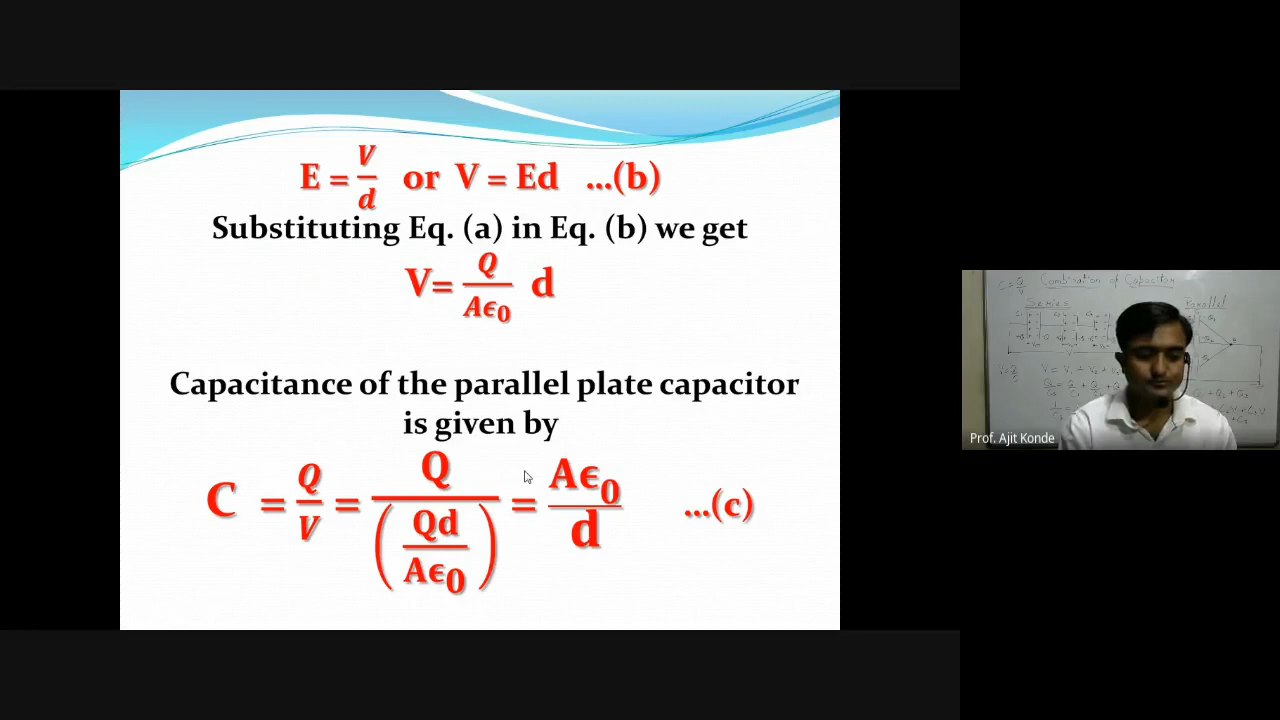 E = V/d or V = Ed ...(b)
Substituting Eq. (a) in Eq. (b) we get
V= Q/Aϵ₀ d
Capacitance of the parallel plate capacitor
is given by
C = Q/V = Q/(Qd/Aϵ₀) = Aϵ₀/d ...(c)
C = Q/V Combination of Capacitor
Series Parallel
Prof. Ajit Konde